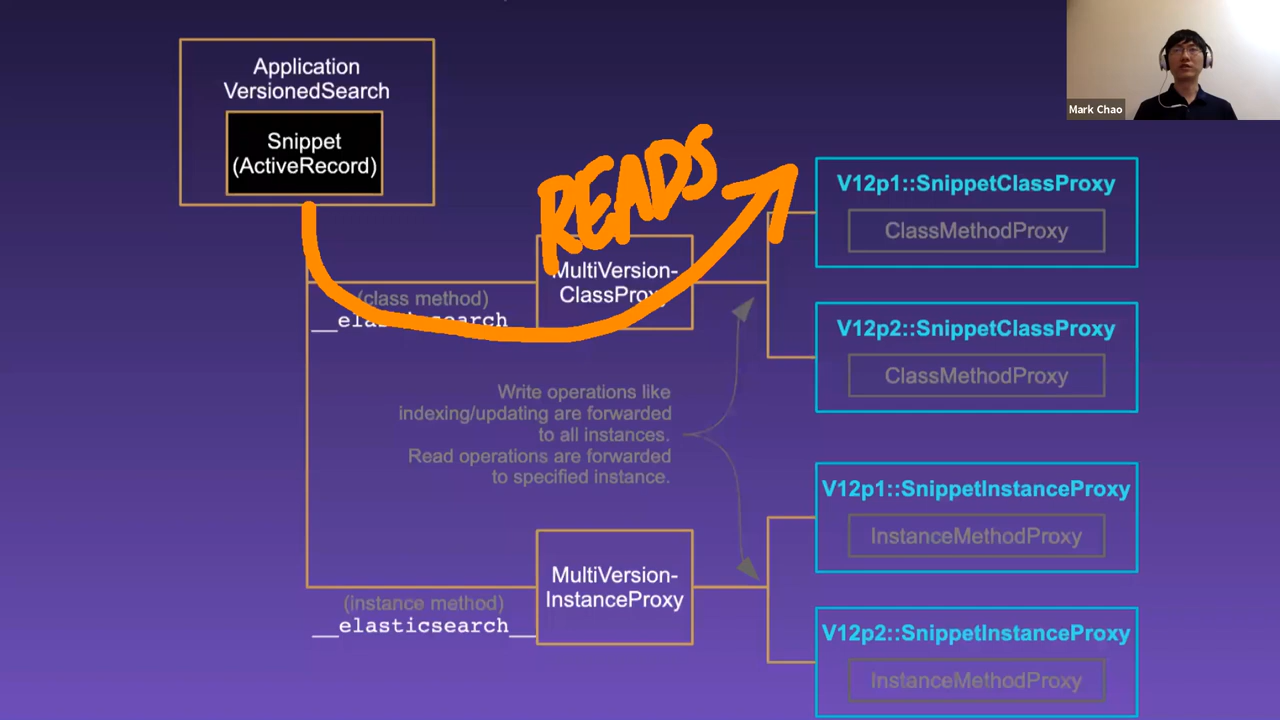 Application
VersionedSearch
Snippet
(ActiveRecord)
Mark Chao
READS
MultiVersion-
ClassProxy
(class method)
V12p1::SnippetClassProxy
ClassMethodProxy
V12p2::SnippetClassProxy
ClassMethodProxy
Write operations like
indexing/updating are forwarded
to all instances.
Read operations are forwarded
to specified instance.
V12p1::SnippetInstanceProxy
InstanceMethodProxy
MultiVersion-
InstanceProxy
(instance method)
__elasticsearch__
V12p2::SnippetInstanceProxy
InstanceMethodProxy